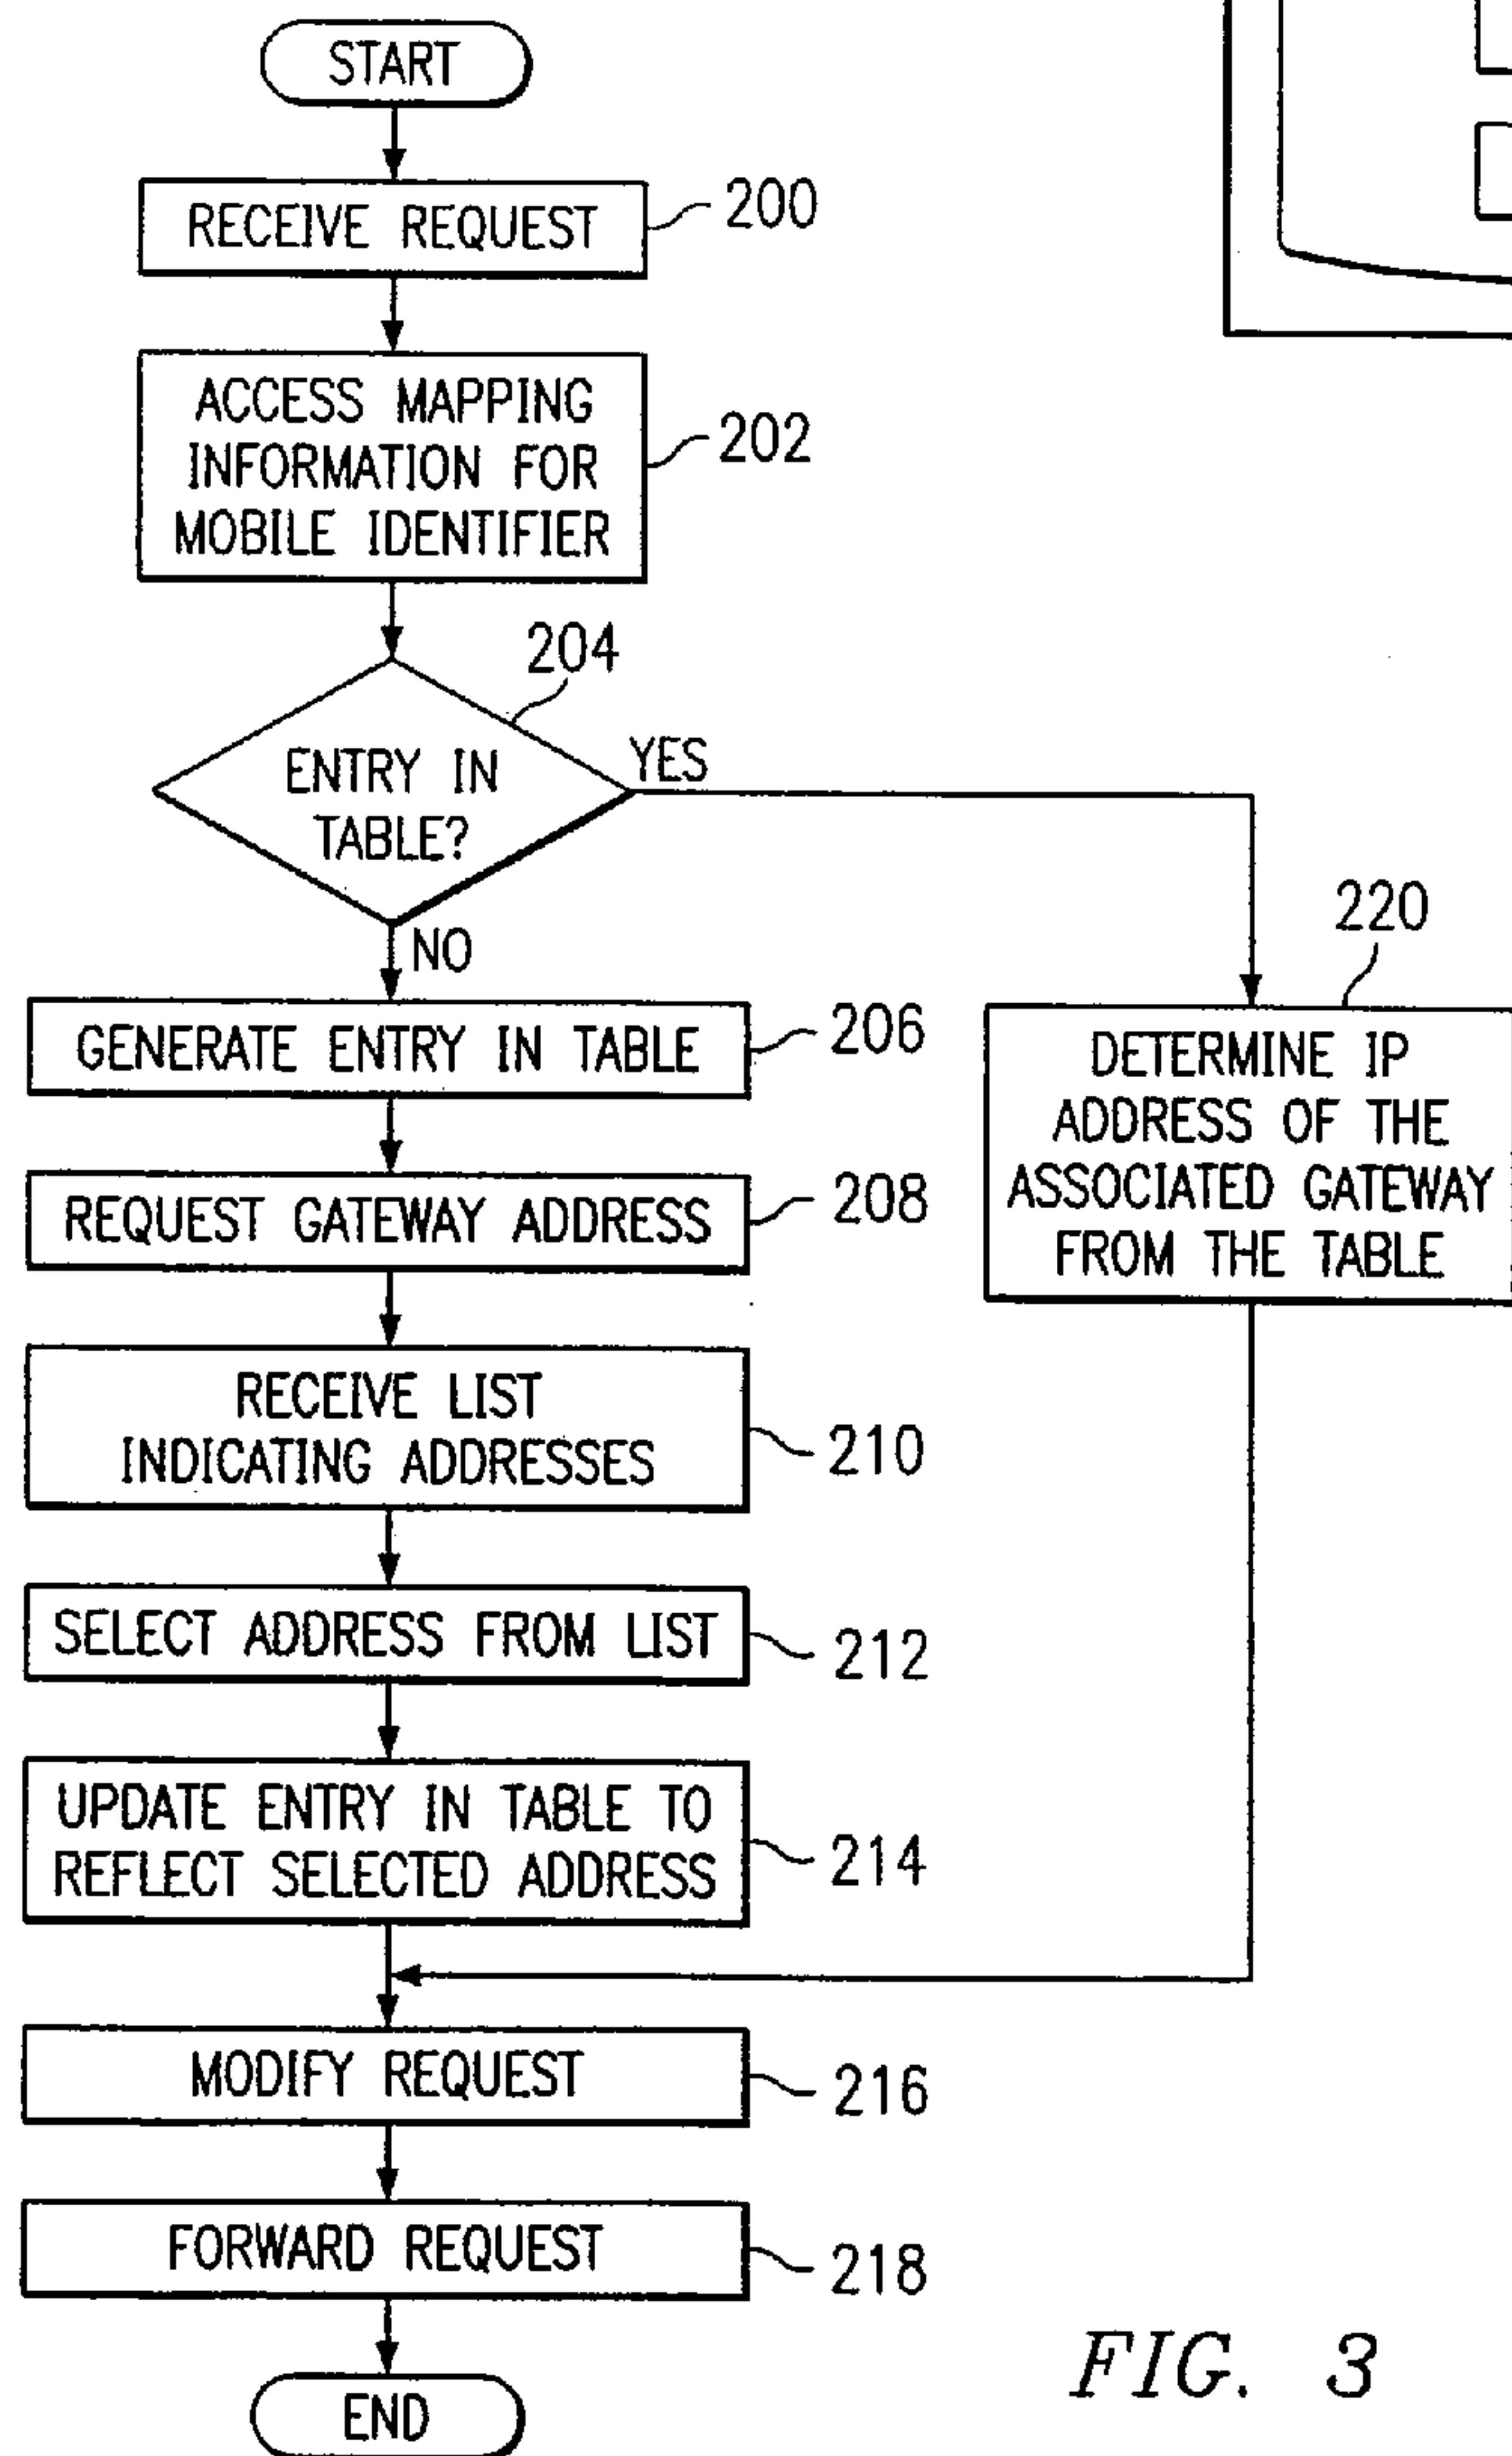 START
RECEIVE REQUEST
200
ACCESS MAPPING
INFORMATION FOR
MOBILE IDENTIFIER
202
204
ENTRY IN
TABLE?
YES
NO
GENERATE ENTRY IN TABLE
206
REQUEST GATEWAY ADDRESS
208
RECEIVE LIST
INDICATING ADDRESSES
210
SELECT ADDRESS FROM LIST
212
UPDATE ENTRY IN TABLE TO
REFLECT SELECTED ADDRESS
214
220
DETERMINE IP
ADDRESS OF THE
ASSOCIATED GATEWAY
FROM THE TABLE
MODIFY REQUEST
216
FORWARD REQUEST
218
END
FIG. 3